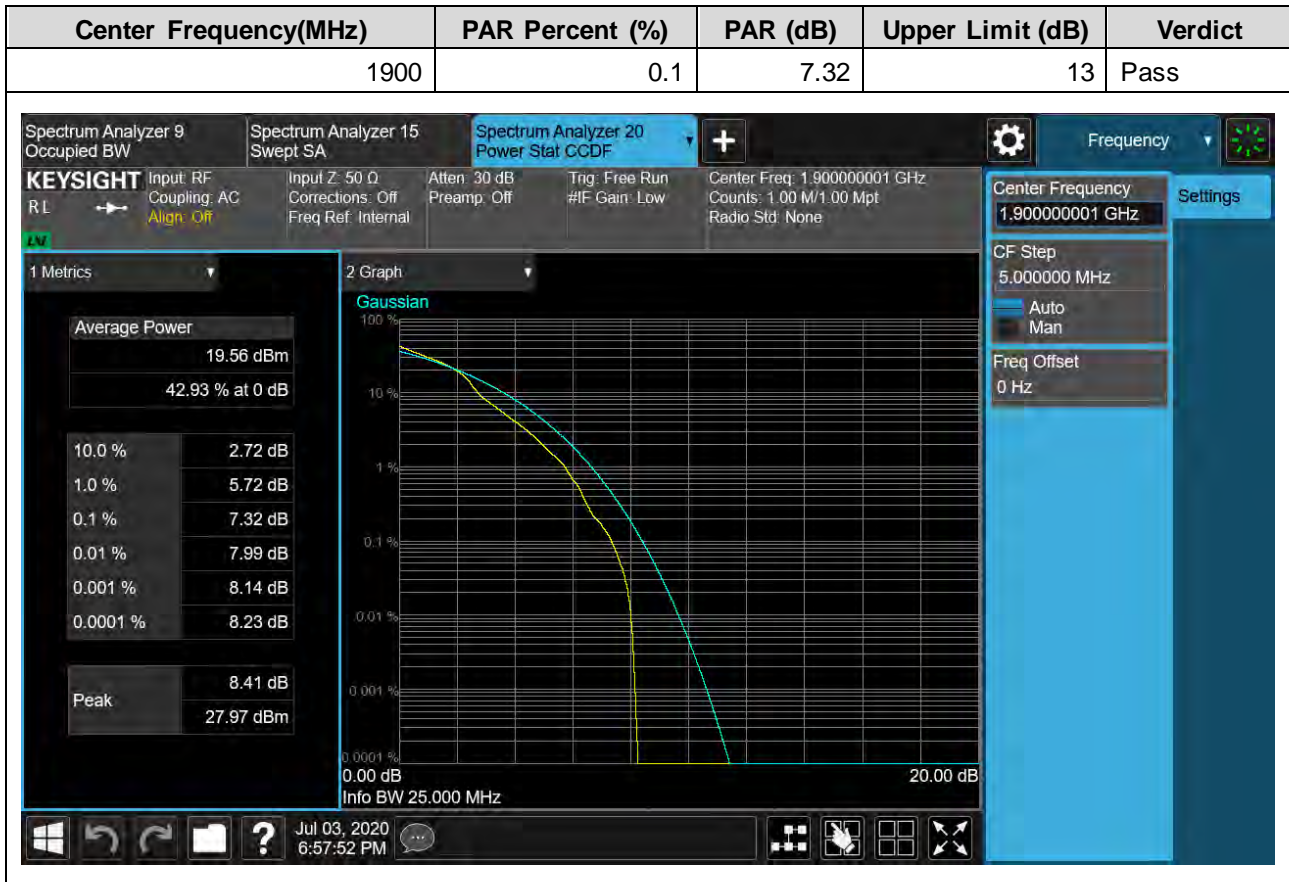 Center Frequency(MHz) PAR Percent (%) PAR (dB) Upper Limit (dB) Verdict
1900 0.1 7.32 13 Pass
Spectrum Analyzer 9
Occupied BW
Spectrum Analyzer 15
Swept SA
Spectrum Analyzer 20
Power Stat CCDF
Frequency
KEYSIGHT
RL
LXI
Input: RF
Coupling: AC
Align: Off
Input Z: 50 Ω
Corrections: Off
Freq Ref: Internal
Atten: 30 dB
Preamp: Off
Trig: Free Run
#IF Gain: Low
Center Freq: 1.900000001 GHz
Counts: 1.00 M/1.00 Mpt
Radio Std: None
Center Frequency
1.900000001 GHz
Settings
CF Step
5.000000 MHz
Auto
Man
Freq Offset
0 Hz
1 Metrics
Average Power
19.56 dBm
42.93 % at 0 dB
10.0 % 2.72 dB
1.0 % 5.72 dB
0.1 % 7.32 dB
0.01 % 7.99 dB
0.001 % 8.14 dB
0.0001 % 8.23 dB
Peak
8.41 dB
27.97 dBm
2 Graph
Gaussian
100 %
10 %
1 %
0.1 %
0.01 %
0.001 %
0.0001 %
0.00 dB 20.00 dB
Info BW 25.000 MHz
Jul 03, 2020
6:57:52 PM